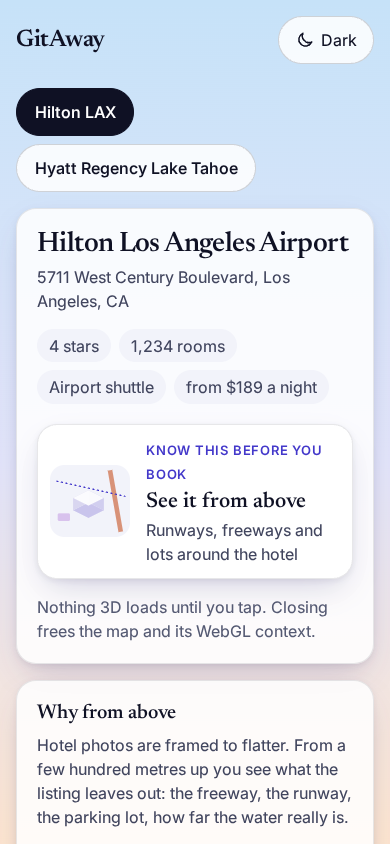 GitAway
Dark
Hilton LAX
Hyatt Regency Lake Tahoe
Hilton Los Angeles Airport
5711 West Century Boulevard, Los
Angeles, CA
4 stars
1,234 rooms
Airport shuttle
from $189 a night
KNOW THIS BEFORE YOU
BOOK
See it from above
Runways, freeways and
lots around the hotel
Nothing 3D loads until you tap. Closing
frees the map and its WebGL context.
Why from above
Hotel photos are framed to flatter. From a
few hundred metres up you see what the
listing leaves out: the freeway, the runway,
the parking lot, how far the water really is.